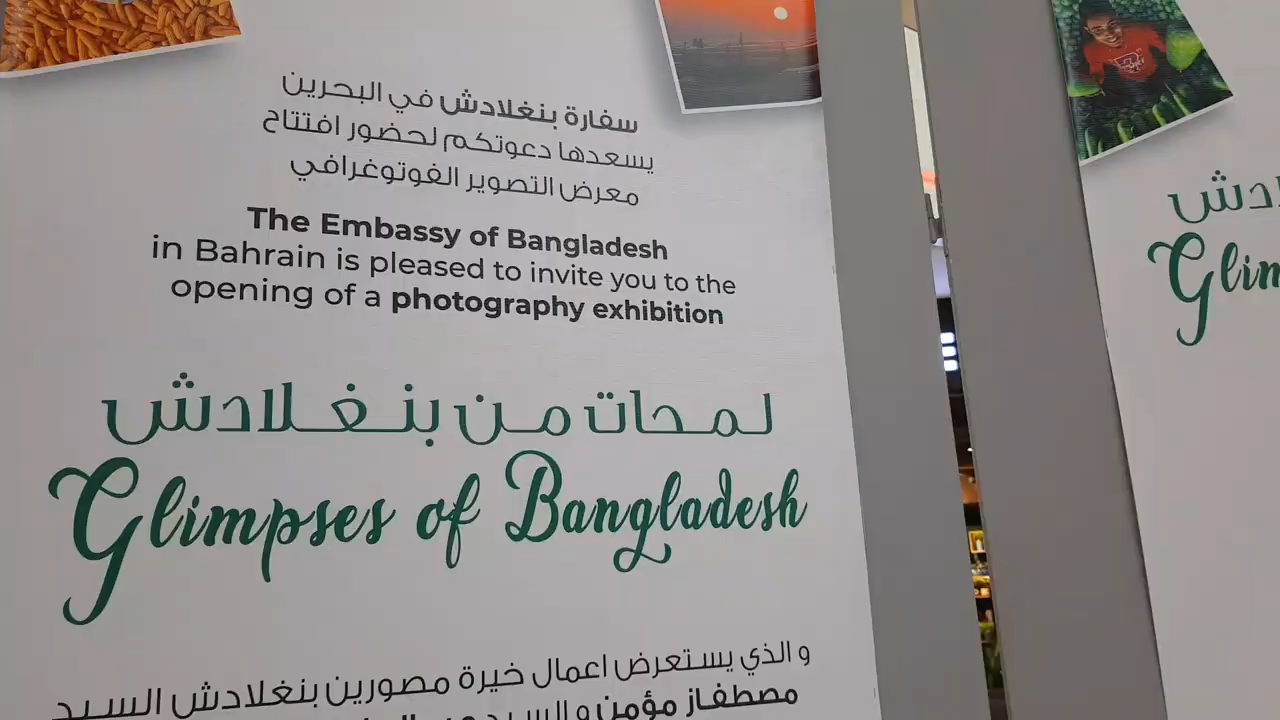 سفارة بنغلادش في البحرين
يسعدها دعوتكم لحضور افتتاح
معرض التصوير الفوتوغرافي
The Embassy of Bangladesh
in Bahrain is pleased to invite you to the
opening of a photography exhibition
لمحات من بنغلادش
Glimpses of Bangladesh
و الذي يستعرض اعمال خيرة مصورين بنغلادش السيد
مصطفاز مؤمن و السيد